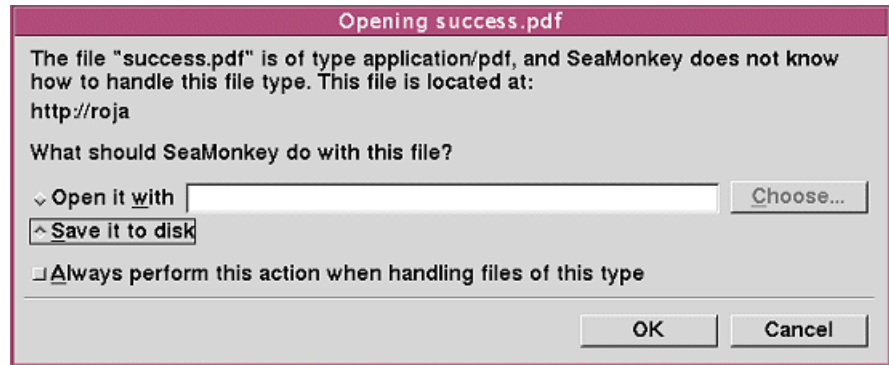 Opening success.pdf
The file "success.pdf" is of type application/pdf, and SeaMonkey does not know
how to handle this file type. This file is located at:
http://roja
What should SeaMonkey do with this file?
Open it with Choose...
Save it to disk
Always perform this action when handling files of this type
OK Cancel